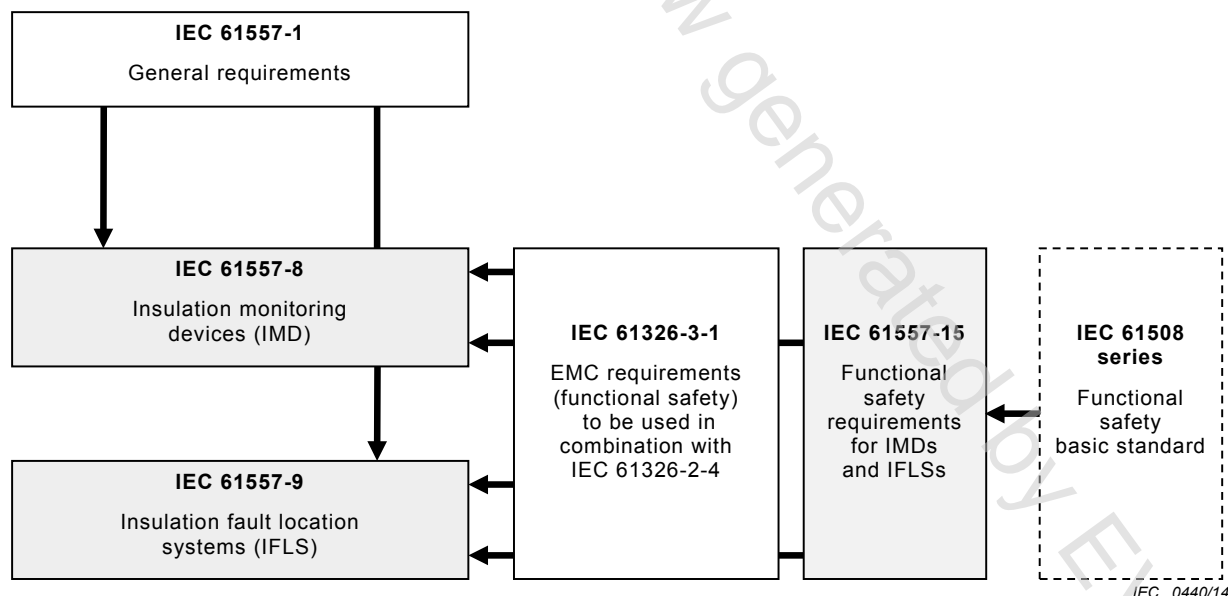 IEC 61557-1
General requirements
IEC 61557-8
Insulation monitoring
devices (IMD)
IEC 61557-9
Insulation fault location
systems (IFLS)
IEC 61326-3-1
EMC requirements
(functional safety)
to be used in
combination with
IEC 61326-2-4
IEC 61557-15
Functional
safety
requirements
for IMDs
and IFLSs
IEC 61508
series
Functional
safety
basic standard
IEC 0440/14
generated by